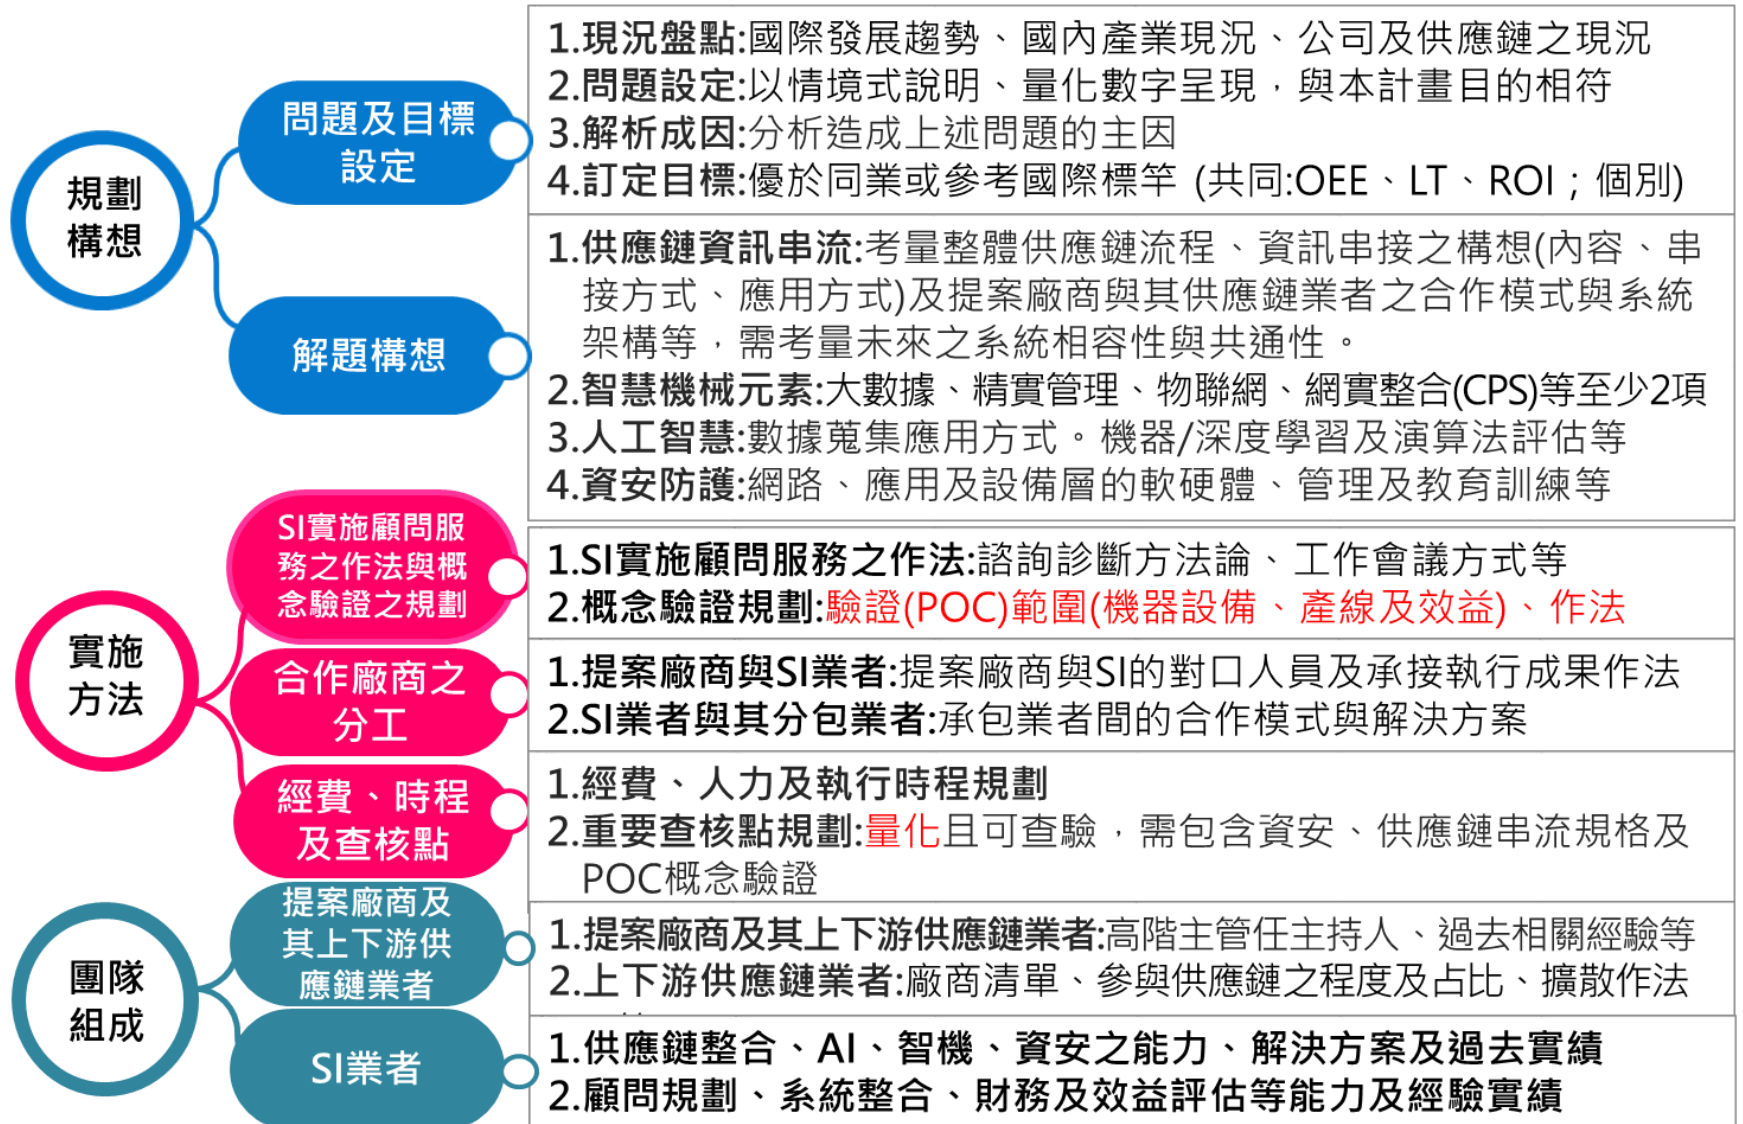 規劃
構想
問題及目標
設定
1.現況盤點:國際發展趨勢、國內產業現況、公司及供應鏈之現況
2.問題設定:以情境式說明、量化數字呈現，與本計畫目的相符
3.解析成因:分析造成上述問題的主因
4.訂定目標:優於同業或參考國際標竿 (共同:OEE、LT、ROI；個別)
解題構想
1.供應鏈資訊串流:考量整體供應鏈流程、資訊串接之構想(內容、串
接方式、應用方式)及提案廠商與其供應鏈業者之合作模式與系統
架構等，需考量未來之系統相容性與共通性。
2.智慧機械元素:大數據、精實管理、物聯網、網實整合(CPS)等至少2項
3.人工智慧:數據蒐集應用方式。機器/深度學習及演算法評估等
4.資安防護:網路、應用及設備層的軟硬體、管理及教育訓練等
實施
方法
SI實施顧問服
務之作法與概
念驗證之規劃
1.SI實施顧問服務之作法:諮詢診斷方法論、工作會議方式等
2.概念驗證規劃:驗證(POC)範圍(機器設備、產線及效益)、作法
合作廠商之
分工
1.提案廠商與SI業者:提案廠商與SI的對口人員及承接執行成果作法
2.SI業者與其分包業者:承包業者間的合作模式與解決方案
經費、時程
及查核點
1.經費、人力及執行時程規劃
2.重要查核點規劃:量化且可查驗，需包含資安、供應鏈串流規格及
POC概念驗證
團隊
組成
提案廠商及
其上下游供
應鏈業者
1.提案廠商及其上下游供應鏈業者:高階主管任主持人、過去相關經驗等
2.上下游供應鏈業者:廠商清單、參與供應鏈之程度及占比、擴散作法
SI業者
1.供應鏈整合、AI、智機、資安之能力、解決方案及過去實績
2.顧問規劃、系統整合、財務及效益評估等能力及經驗實績